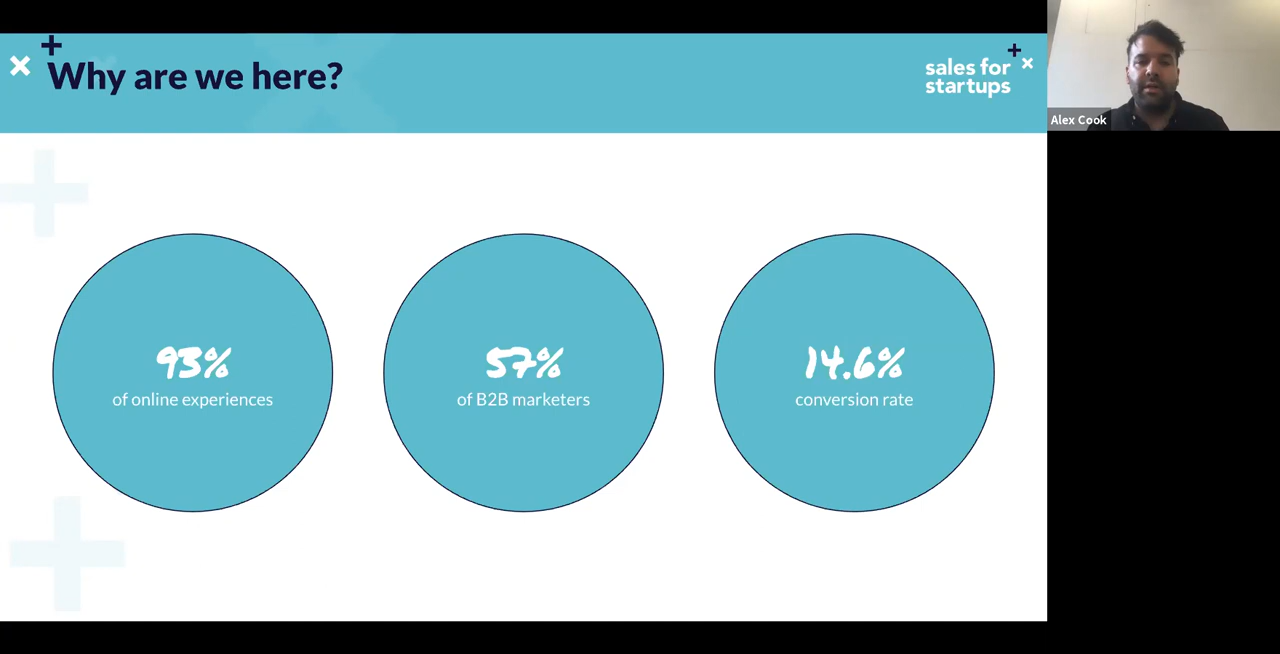 Why are we here?
sales for
startups
Alex Cook
93%
of online experiences
57%
of B2B marketers
14.6%
conversion rate